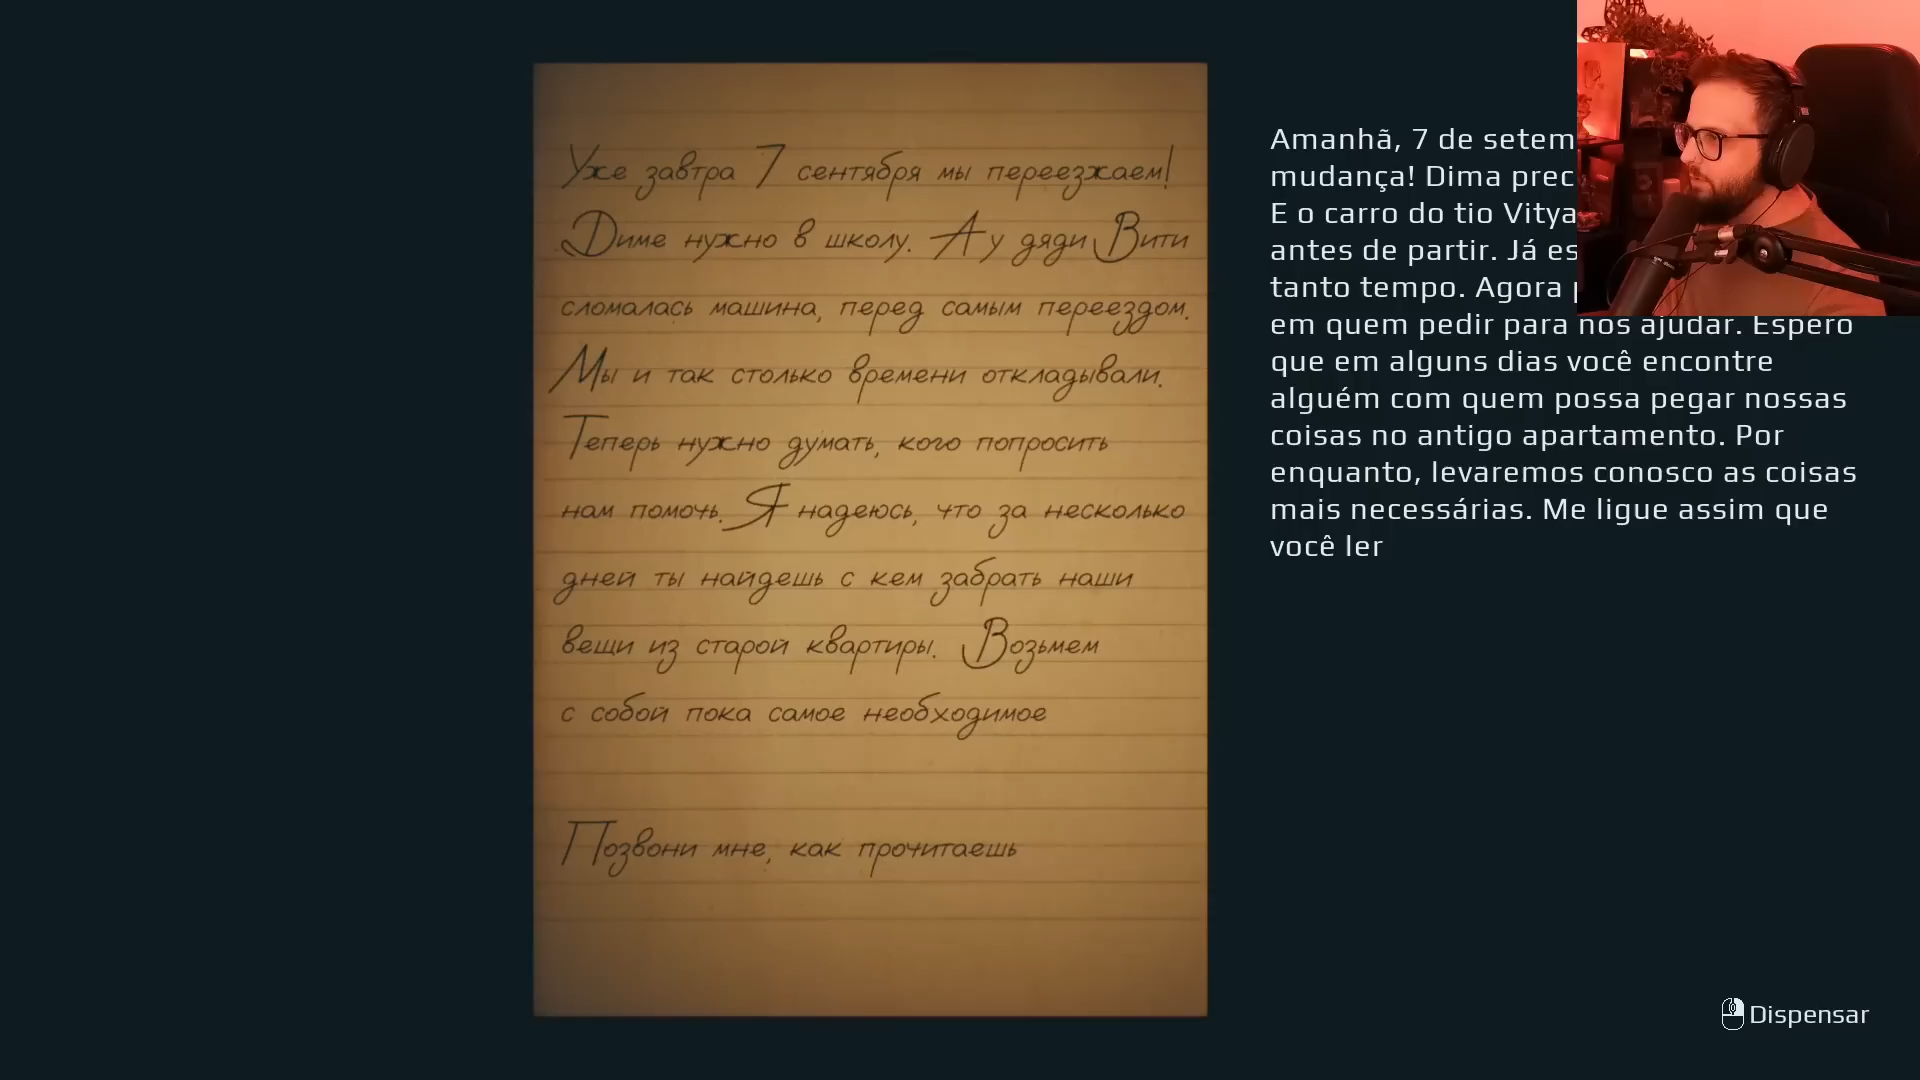 Уже завтра 7 сентября мы переезжаем!
Диме нужно в школу. А у дяди Вити
сломалась машина, перед самым переездом.
Мы и так столько времени откладывали.
Теперь нужно думать, кого попросить
нам помочь. Я надеюсь, что за несколько
дней ты найдешь с кем забрать наши
вещи из старой квартиры. Возьмем
с собой пока самое необходимое
Позвони мне, как прочитаешь
Amanhã, 7 de
mudança! Dima
E o carro do tio Vitya
antes de partir. Já
tanto tempo. Agora
em quem pedir para nos ajudar. Espero
que em alguns dias você encontre
alguém com quem possa pegar nossas
coisas no antigo apartamento. Por
enquanto, levaremos conosco as coisas
mais necessárias. Me ligue assim que
você ler
Dispensar